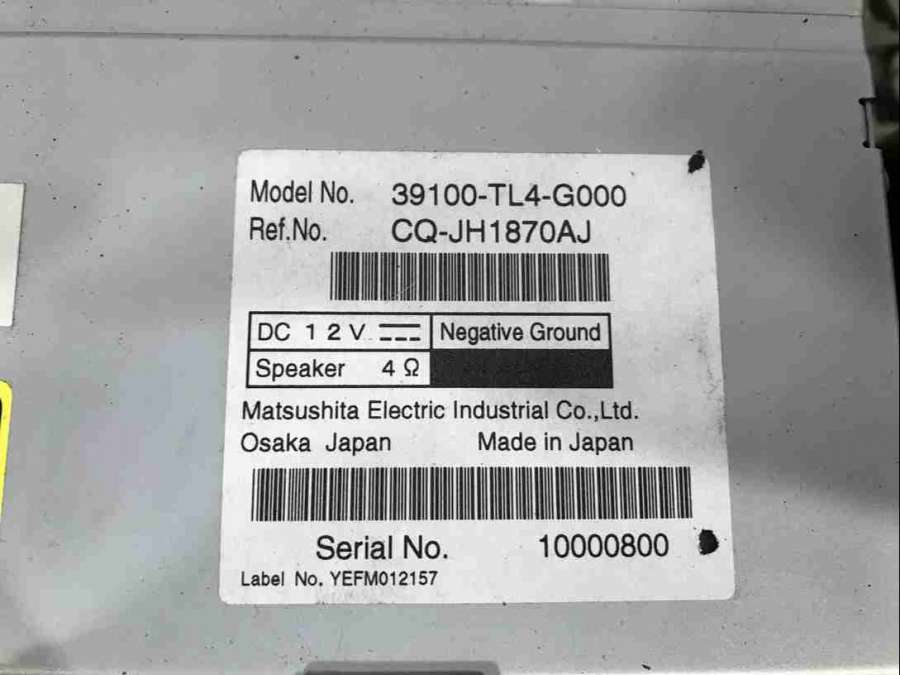 Model No. 39100-TL4-G000
Ref.No. CQ-JH1870AJ
DC 12V Negative Ground
Speaker 4Ω
Matsushita Electric Industrial Co.,Ltd.
Osaka Japan Made in Japan
Serial No. 10000800
Label No. YEFM012157